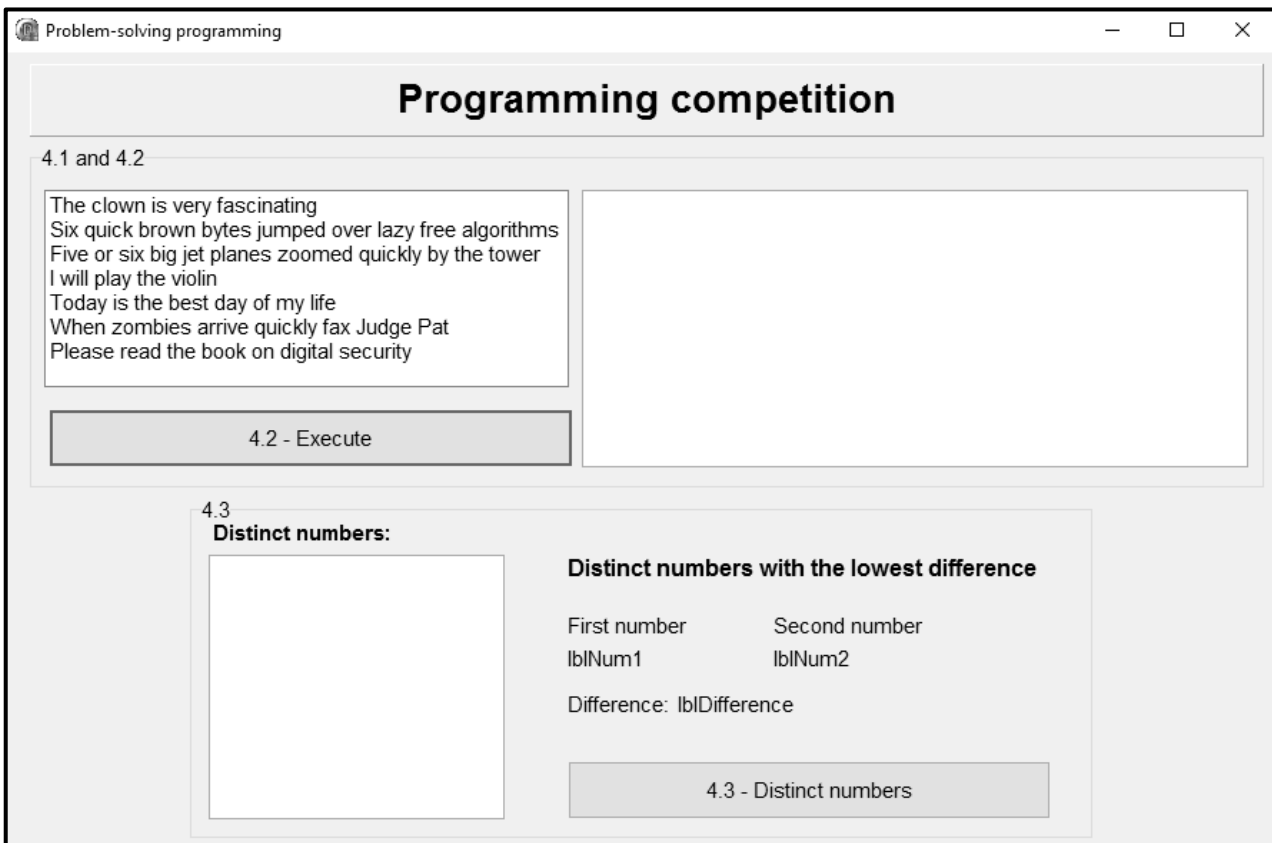 Problem-solving programming
Programming competition
4.1 and 4.2
The clown is very fascinating
Six quick brown bytes jumped over lazy free algorithms
Five or six big jet planes zoomed quickly by the tower
I will play the violin
Today is the best day of my life
When zombies arrive quickly fax Judge Pat
Please read the book on digital security
4.2 - Execute
4.3
Distinct numbers:
Distinct numbers with the lowest difference
First number Second number
lblNum1 lblNum2
Difference: lblDifference
4.3 - Distinct numbers